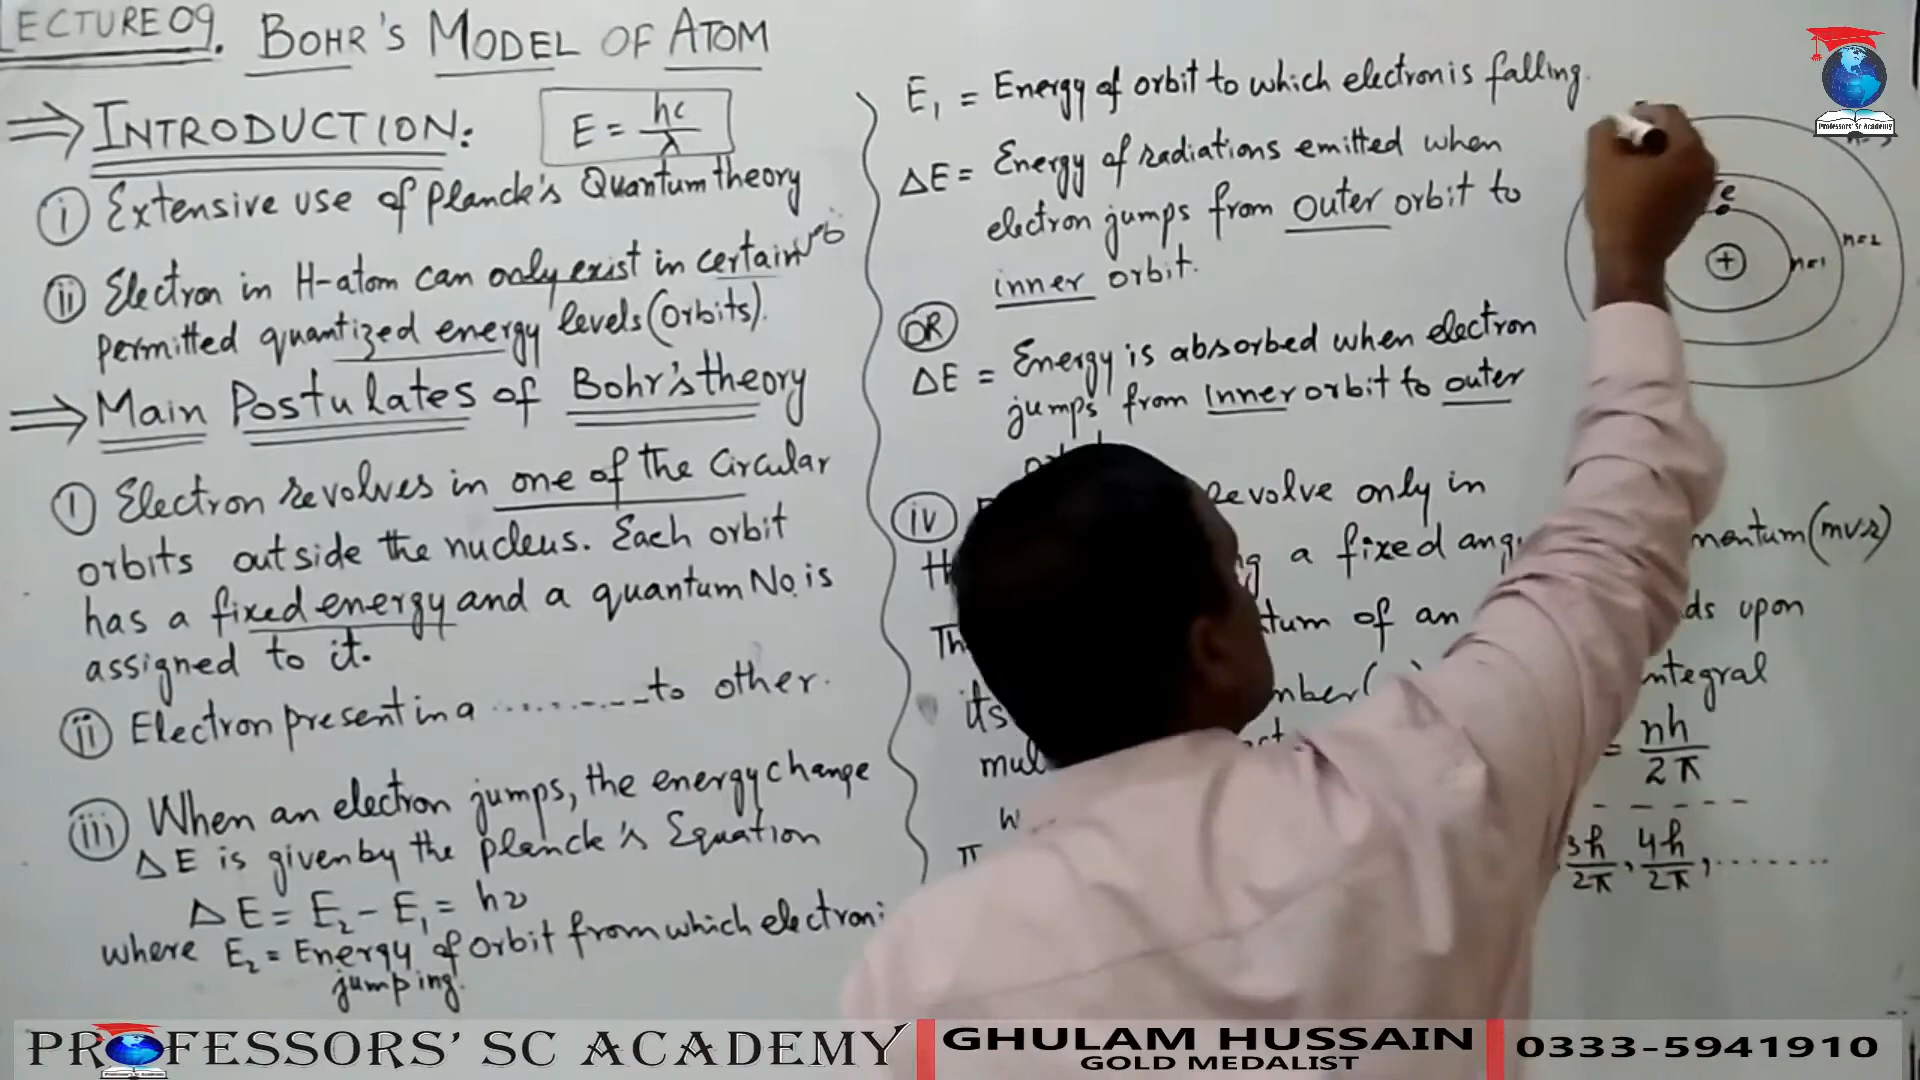 LECTURE 09. BOHR'S MODEL OF ATOM
⇒ INTRODUCTION: E = hc/λ
(i) Extensive use of Planck's Quantum theory
(ii) Electron in H-atom can only exist in certain
permitted quantized energy levels (orbits).
⇒ Main Postulates of Bohr's theory
(i) Electron revolves in one of the circular
orbits outside the nucleus. Each orbit
has a fixed energy and a quantum No. is
assigned to it.
(ii) Electron present in a .......... to other.
(iii) When an electron jumps, the energy change
ΔE is given by the planck's Equation
ΔE = E₂ - E₁ = hν
where E₂ = Energy of orbit from which electron
jumping.
E₁ = Energy of orbit to which electron is falling.
ΔE = Energy of radiations emitted when
electron jumps from outer orbit to
inner orbit.
OR
ΔE = Energy is absorbed when electron
jumps from inner orbit to outer
(iv) revolve only in
a fixed momentum (mvr)
of an upon
its
integral
= nh/2π
3h/2π, 4h/2π, .......
e
+
n=1
n=2
Professors' Sc Academy
PROFESSORS' SC ACADEMY
GHULAM HUSSAIN
GOLD MEDALIST
0333-5941910